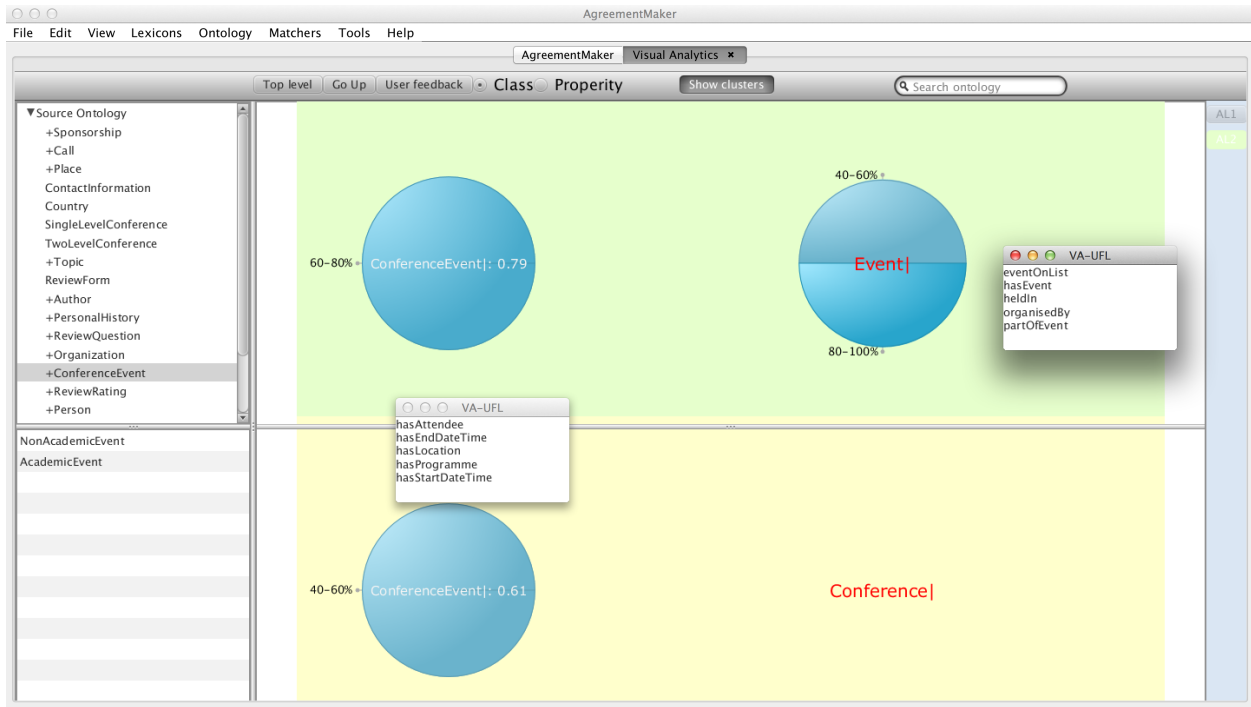 AgreementMaker
File Edit View Lexicons Ontology Matchers Tools Help
AgreementMaker Visual Analytics ×
Top level Go Up User feedback Class Properity Show clusters Search ontology
▼Source Ontology
+Sponsorship
+Call
+Place
ContactInformation
Country
SingleLevelConference
TwoLevelConference
+Topic
ReviewForm
+Author
+PersonalHistory
+ReviewQuestion
+Organization
+ConferenceEvent
+ReviewRating
+Person
NonAcademicEvent
AcademicEvent
60-80%
ConferenceEvent|: 0.79
40-60%
Event|
80-100%
VA-UFL
eventOnList
hasEvent
heldIn
organisedBy
partOfEvent
AL1
AL2
VA-UFL
hasAttendee
hasEndDateTime
hasLocation
hasProgramme
hasStartDateTime
40-60%
ConferenceEvent|: 0.61
Conference|